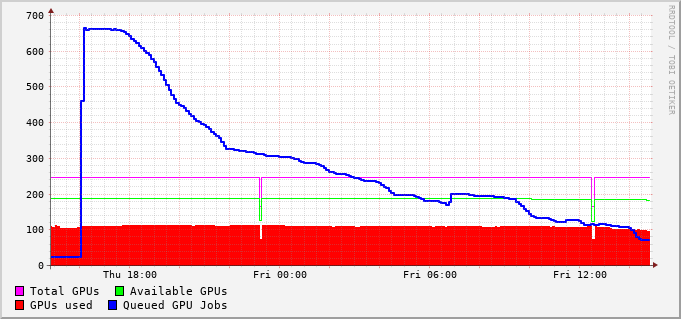 700
600
500
400
300
200
100
0
Thu 18:00 Fri 00:00 Fri 06:00 Fri 12:00
Total GPUs Available GPUs
GPUs used Queued GPU Jobs
RRDTOOL / TOBI OETIKER